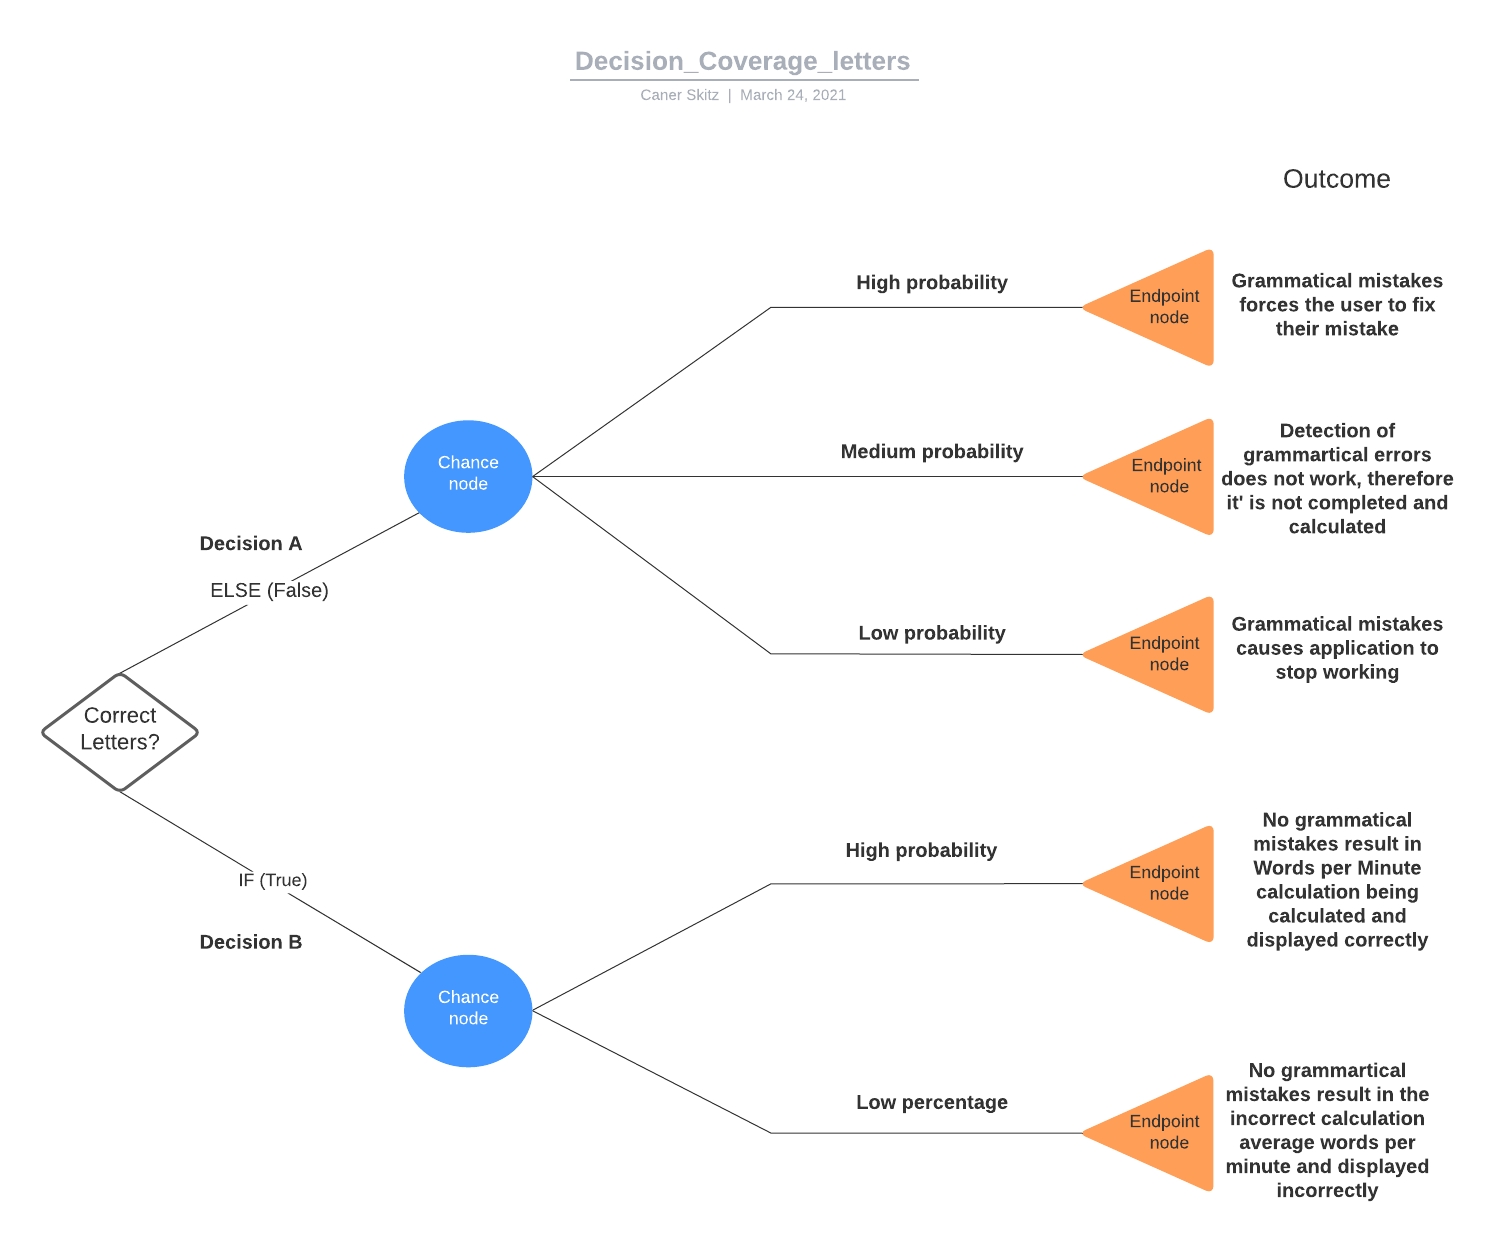 Decision_Coverage_letters
Caner Skitz | March 24, 2021
Outcome
High probability
Endpoint
node
Grammatical mistakes
forces the user to fix
their mistake
Chance
node
Medium probability
Endpoint
node
Detection of
grammartical errors
does not work, therefore
it' is not completed and
calculated
Decision A
ELSE (False)
Low probability
Endpoint
node
Grammatical mistakes
causes application to
stop working
Correct
Letters?
IF (True)
Decision B
High probability
Endpoint
node
No grammatical
mistakes result in
Words per Minute
calculation being
calculated and
displayed correctly
Chance
node
Low percentage
Endpoint
node
No grammartical
mistakes result in the
incorrect calculation
average words per
minute and displayed
incorrectly